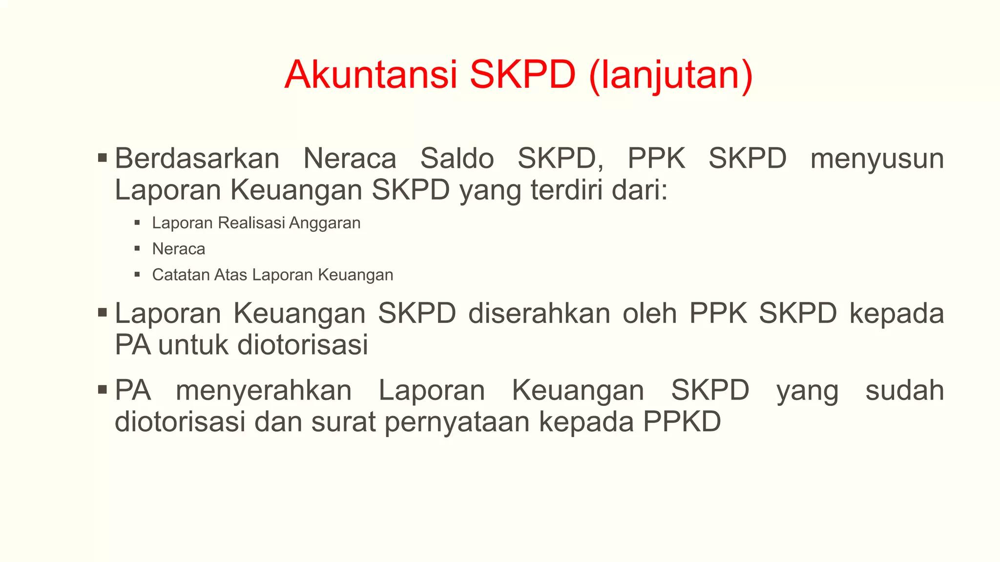 Akuntansi SKPD (lanjutan)
▪ Berdasarkan Neraca Saldo SKPD, PPK SKPD menyusun
Laporan Keuangan SKPD yang terdiri dari:
▪ Laporan Realisasi Anggaran
▪ Neraca
▪ Catatan Atas Laporan Keuangan
▪ Laporan Keuangan SKPD diserahkan oleh PPK SKPD kepada
PA untuk diotorisasi
▪ PA menyerahkan Laporan Keuangan SKPD yang sudah
diotorisasi dan surat pernyataan kepada PPKD